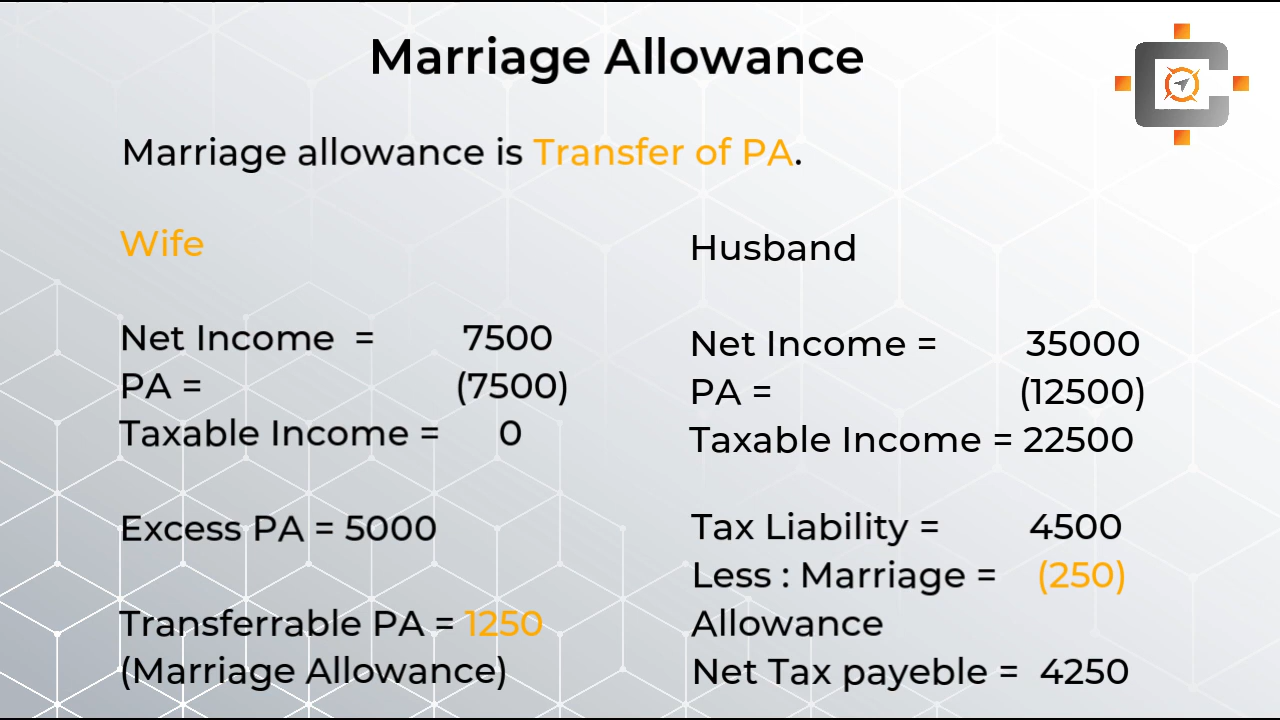 Marriage Allowance
Marriage allowance is Transfer of PA.
Wife
Net Income = 7500
PA = (7500)
Taxable Income = 0
Excess PA = 5000
Transferrable PA = 1250
(Marriage Allowance)
Husband
Net Income = 35000
PA = (12500)
Taxable Income = 22500
Tax Liability = 4500
Less : Marriage = (250)
Allowance
Net Tax payeble = 4250